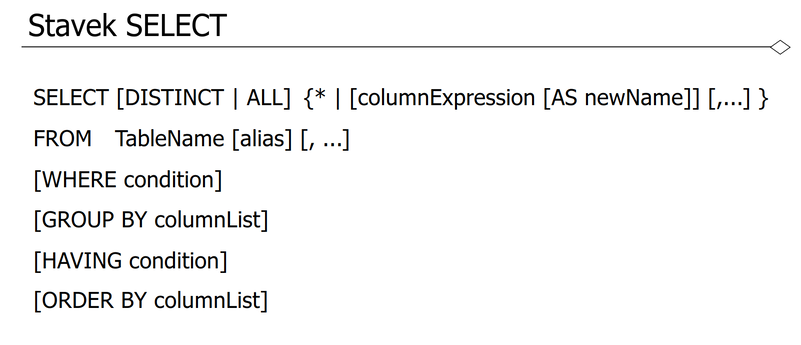 Stavek SELECT
SELECT [DISTINCT | ALL] {* | [columnExpression [AS newName]] [,...] }
FROM TableName [alias] [, ...]
[WHERE condition]
[GROUP BY columnList]
[HAVING condition]
[ORDER BY columnList]